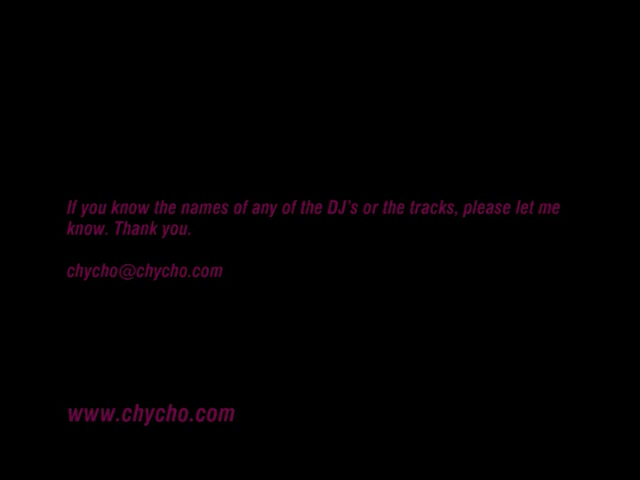 If you know the names of any of the DJ's or the tracks, please let me
know. Thank you.
chycho@chycho.com
www.chycho.com